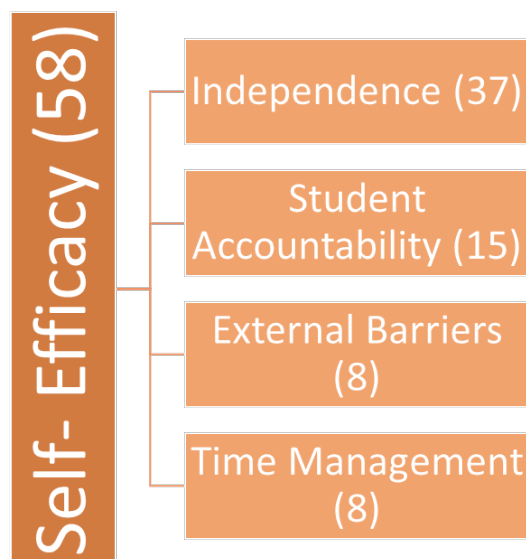 Self- Efficacy (58)
Independence (37)
Student
Accountability (15)
External Barriers
(8)
Time Management
(8)